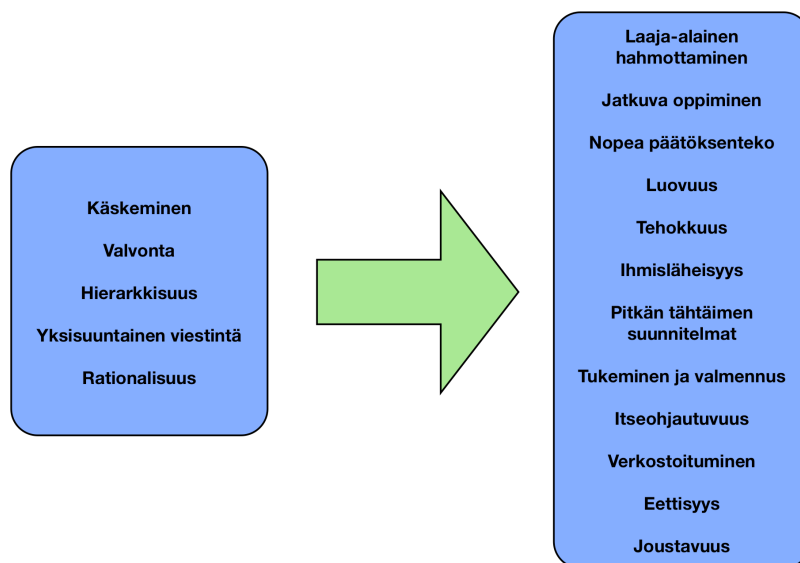 Käskeminen
Valvonta
Hierarkkisuus
Yksisuuntainen viestintä
Rationalisuus
Laaja-alainen
hahmottaminen
Jatkuva oppiminen
Nopea päätöksenteko
Luovuus
Tehokkuus
Ihmisläheisyys
Pitkän tähtäimen
suunnitelmat
Tukeminen ja valmennus
Itseohjautuvuus
Verkostoituminen
Eettisyys
Joustavuus